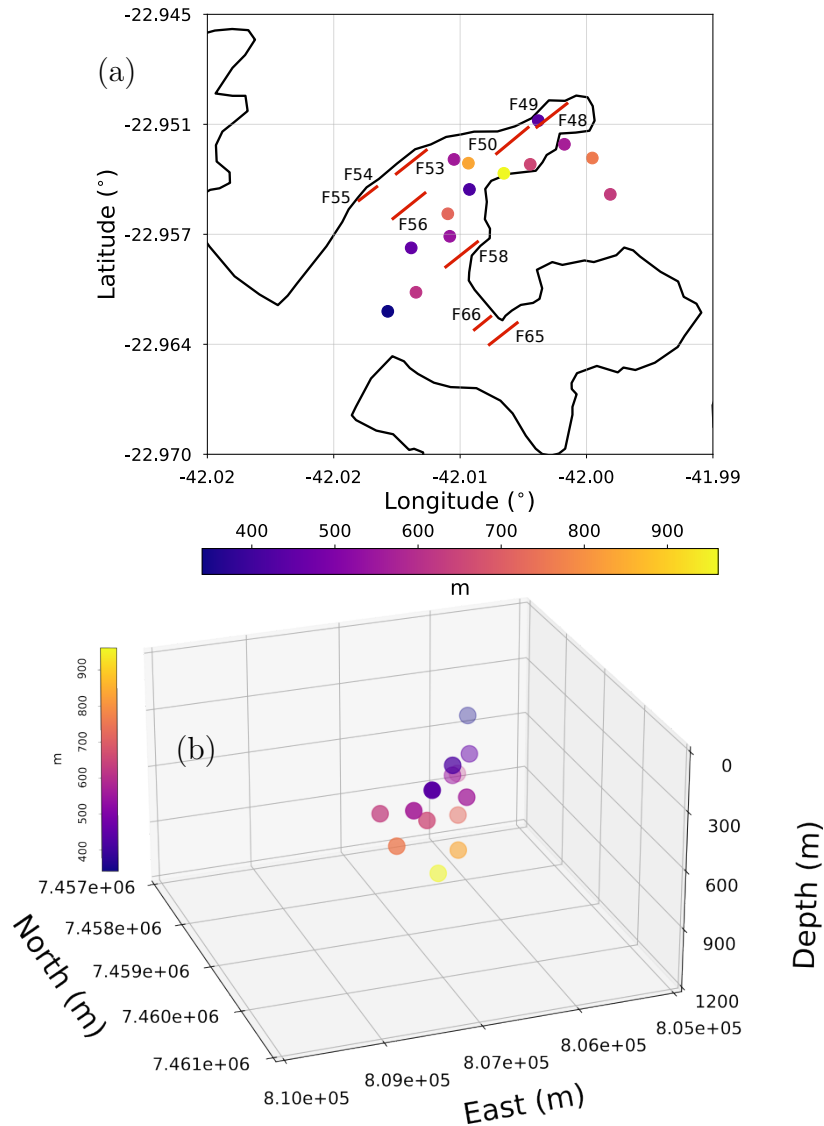 -22.945
(a)
F49
-22.951
F48
F50
F54
F53
F55
Latitude (°)
-22.957
F56
F58
F66
F65
-22.964
-22.970
-42.02 -42.01 -42.01 -42.00 -41.99
Longitude (°)
400 500 600 700 800 900
m
900
800
700
m
600
500
400
(b)
0
300
600
900
1200
Depth (m)
7.457e+06
7.458e+06
7.459e+06
7.460e+06
7.461e+06
North (m)
8.05e+05
8.06e+05
8.07e+05
8.09e+05
8.10e+05
East (m)